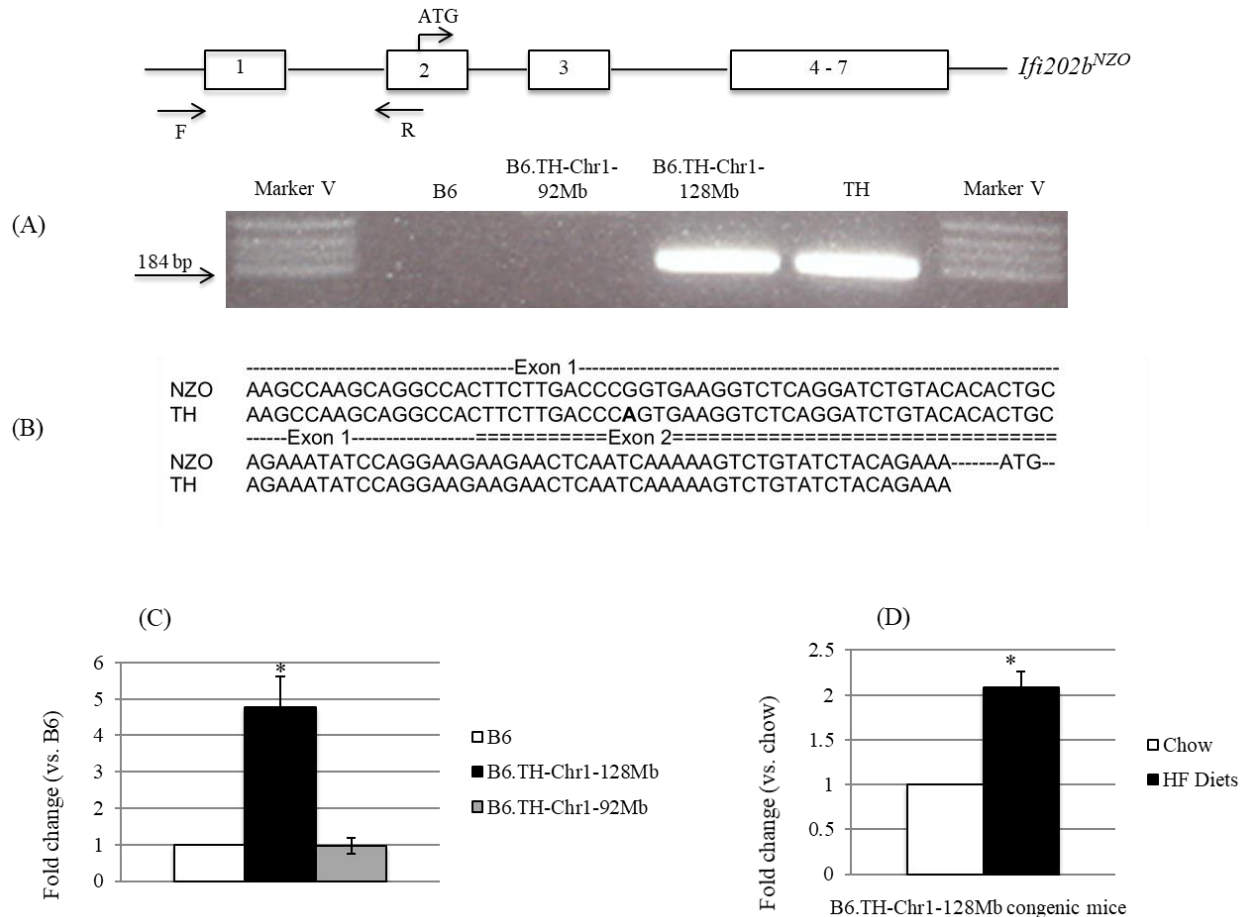 ATG
1
2
3
4 - 7
Ifi202b^NZO
F
R
Marker V
B6
B6.TH-Chr1-
92Mb
B6.TH-Chr1-
128Mb
TH
Marker V
(A)
184 bp
(B)
-----------------------------------Exon 1---------------------------------------------------------------
NZO AAGCCAAGCAGGCCACTTCTTGACCCGGTGAAGGTCTCAGGATCTGTACACACTGC
TH AAGCCAAGCAGGCCACTTCTTGACCCAGTGAAGGTCTCAGGATCTGTACACACTGC
------Exon 1-----------------===========Exon 2=================================
NZO AGAAATATCCAGGAAGAAGAACTCAATCAAAAAGTCTGTATCTACAGAAA-------ATG--
TH AGAAATATCCAGGAAGAAGAACTCAATCAAAAAGTCTGTATCTACAGAAA
(C)
Fold change (vs. B6)
6
5
4
3
2
1
0
*
B6
B6.TH-Chr1-128Mb
B6.TH-Chr1-92Mb
(D)
Fold change (vs. chow)
2.5
2
1.5
1
0.5
0
*
Chow
HF Diets
B6.TH-Chr1-128Mb congenic mice